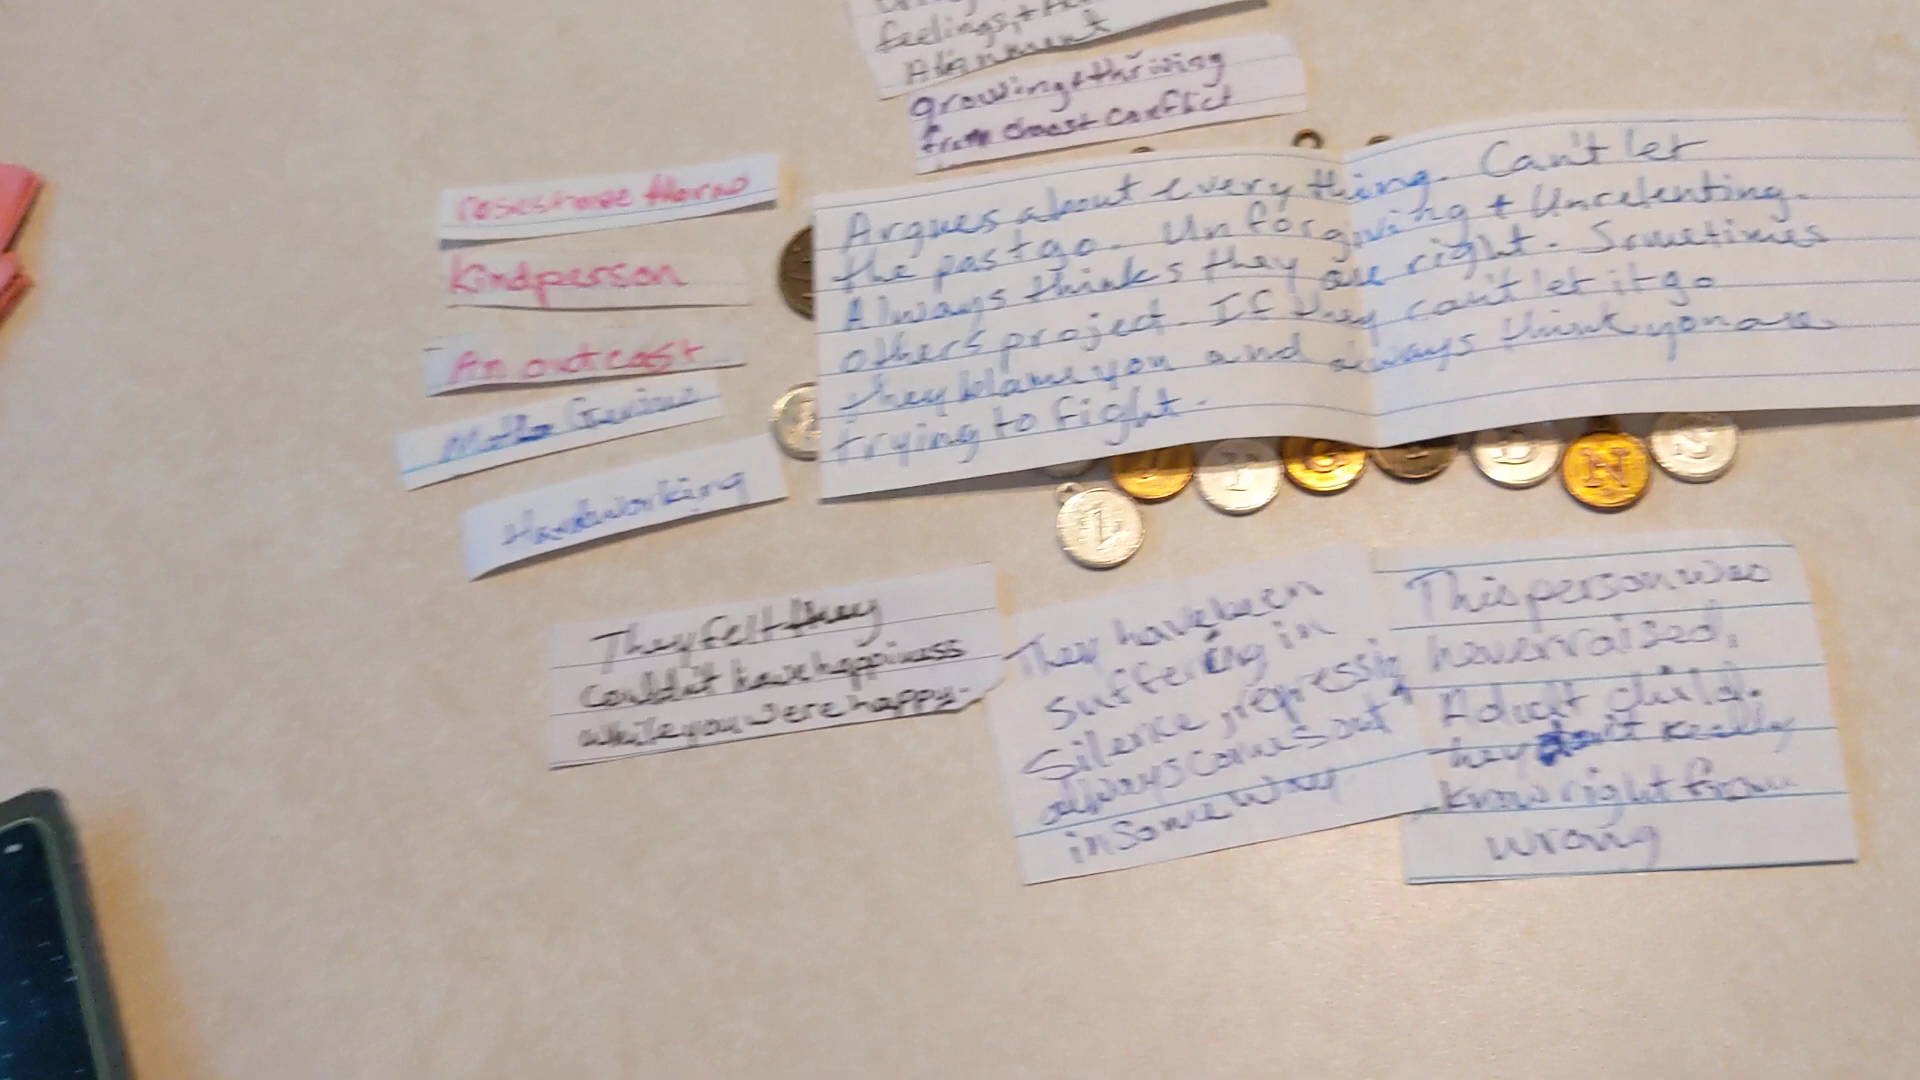 feelings, +
Alignment
growing + thriving
from chaos + conflict
roses have thorns
Kind person
An outcast
Hardworking
Argues about everything. Can't let
the past go. Unforgiving + Unrelenting.
Always thinks they are right. Sometimes
others project. If they can't let it go
they blame you and always think you are
trying to fight.
J
P
G
D
N
N
They felt they
Couldn't have happiness
while you were happy.
They have been
suffering in
Silence, repressing
always comes out
in some way
This person was
never raised,
Adult child.
They don't really
know right from
wrong